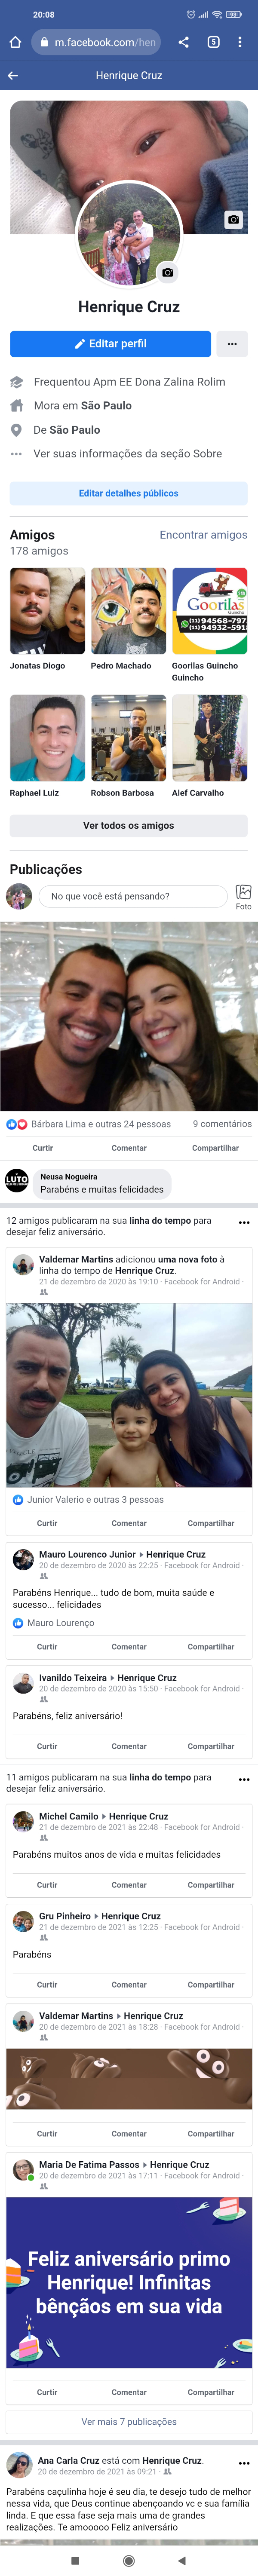 20:08
93
m.facebook.com/hen
5
Henrique Cruz
Henrique Cruz
Editar perfil
Frequentou Apm EE Dona Zalina Rolim
Mora em São Paulo
De São Paulo
Ver suas informações da seção Sobre
Editar detalhes públicos
Amigos
Encontrar amigos
178 amigos
Goorilas
Guincho
(11) 94568-797
(11) 94932-591
Jonatas Diogo
Pedro Machado
Goorilas Guincho
Guincho
Raphael Luiz
Robson Barbosa
Alef Carvalho
Ver todos os amigos
Publicações
No que você está pensando?
Foto
Bárbara Lima e outras 24 pessoas
9 comentários
Curtir Comentar Compartilhar
LUTO
Neusa Nogueira
Parabéns e muitas felicidades
12 amigos publicaram na sua linha do tempo para
desejar feliz aniversário.
Valdemar Martins adicionou uma nova foto à
linha do tempo de Henrique Cruz.
21 de dezembro de 2020 às 19:10 · Facebook for Android ·
Junior Valerio e outras 3 pessoas
Curtir Comentar Compartilhar
Mauro Lourenco Junior ▸ Henrique Cruz
20 de dezembro de 2020 às 22:25 · Facebook for Android ·
Parabéns Henrique... tudo de bom, muita saúde e
sucesso... felicidades
Mauro Lourenço
Curtir Comentar Compartilhar
Ivanildo Teixeira ▸ Henrique Cruz
20 de dezembro de 2020 às 15:50 · Facebook for Android ·
Parabéns, feliz aniversário!
Curtir Comentar Compartilhar
11 amigos publicaram na sua linha do tempo para
desejar feliz aniversário.
Michel Camilo ▸ Henrique Cruz
21 de dezembro de 2021 às 22:48 · Facebook for Android ·
Parabéns muitos anos de vida e muitas felicidades
Curtir Comentar Compartilhar
Gru Pinheiro ▸ Henrique Cruz
21 de dezembro de 2021 às 12:25 · Facebook for Android ·
Parabéns
Curtir Comentar Compartilhar
Valdemar Martins ▸ Henrique Cruz
20 de dezembro de 2021 às 18:28 · Facebook for Android ·
Curtir Comentar Compartilhar
Maria De Fatima Passos ▸ Henrique Cruz
20 de dezembro de 2021 às 17:11 · Facebook for Android ·
Feliz aniversário primo
Henrique! Infinitas
bênçãos em sua vida
Curtir Comentar Compartilhar
Ver mais 7 publicações
Ana Carla Cruz está com Henrique Cruz.
20 de dezembro de 2021 às 09:21 ·
Parabéns caçulinha hoje é seu dia, te desejo tudo de melhor
nessa vida, que Deus continue abençoando vc e sua família
linda. E que essa fase seja mais uma de grandes
realizações. Te amooooo Feliz aniversário